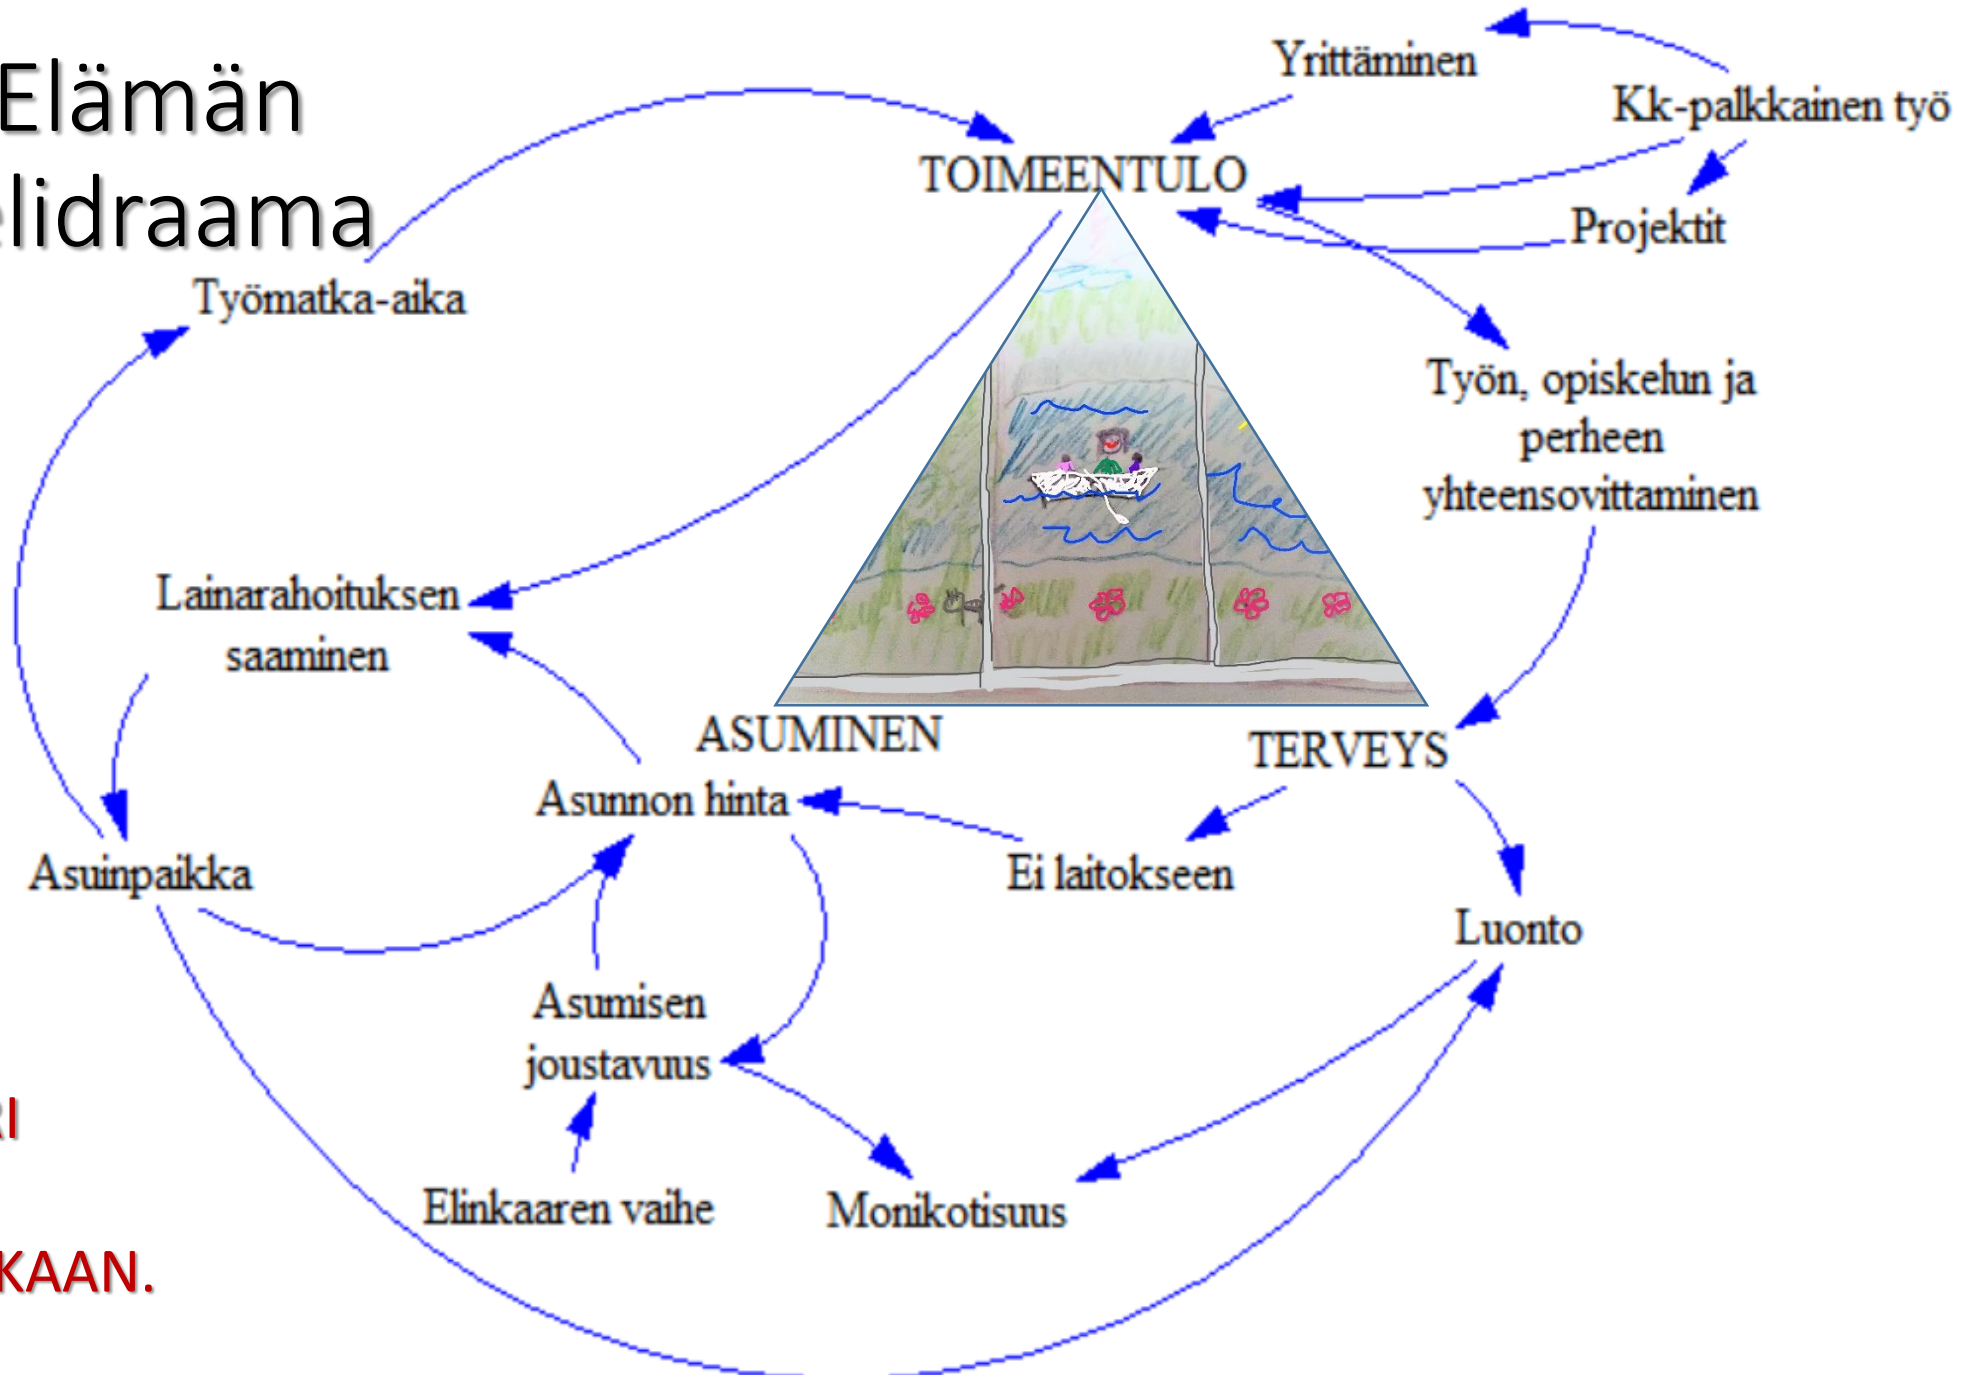 Elämän
lidraama
Yrittäminen
Kk-palkkainen työ
TOIMEENTULO
Projektit
Työmatka-aika
Työn, opiskelun ja
perheen
yhteensovittaminen
Lainarahoituksen
saaminen
ASUMINEN
TERVEYS
Asunnon hinta
Asuinpaikka
Ei laitokseen
Luonto
Asumisen
joustavuus
Elinkaaren vaihe
Monikotisuus
I
KAAN.